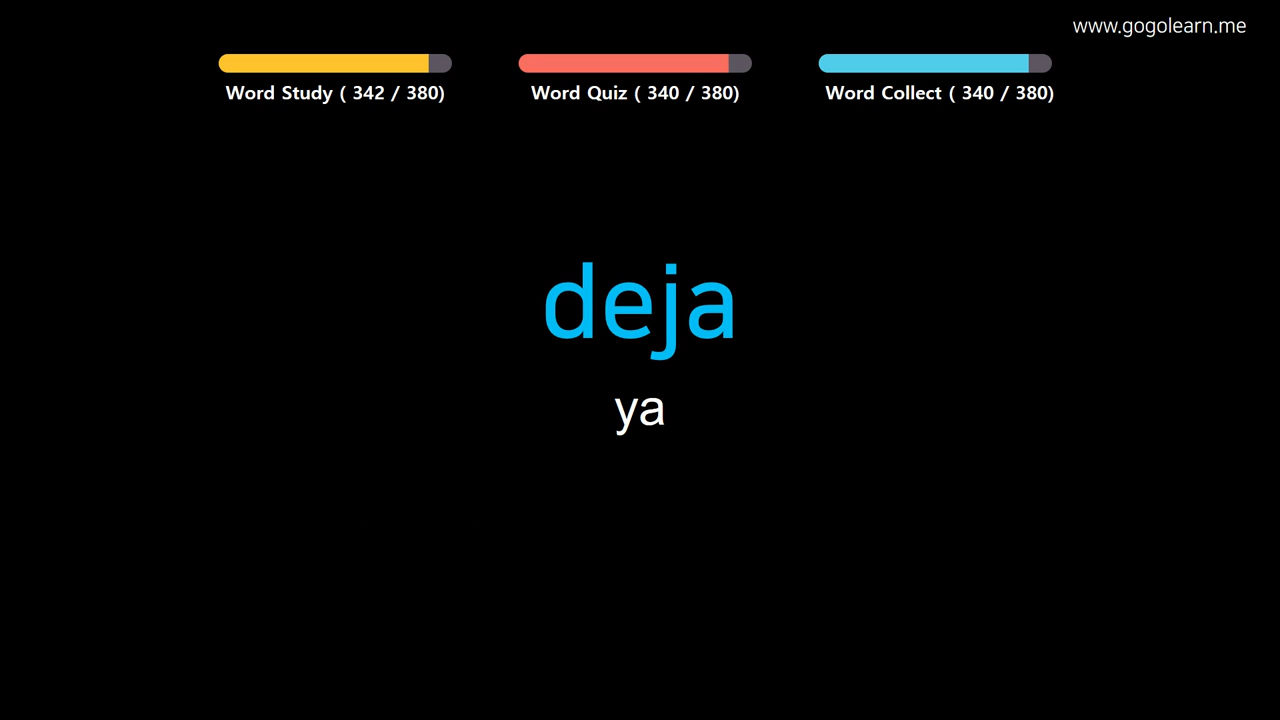 www.gogolearn.me
Word Study ( 342 / 380)
Word Quiz ( 340 / 380)
Word Collect ( 340 / 380)
deja
ya